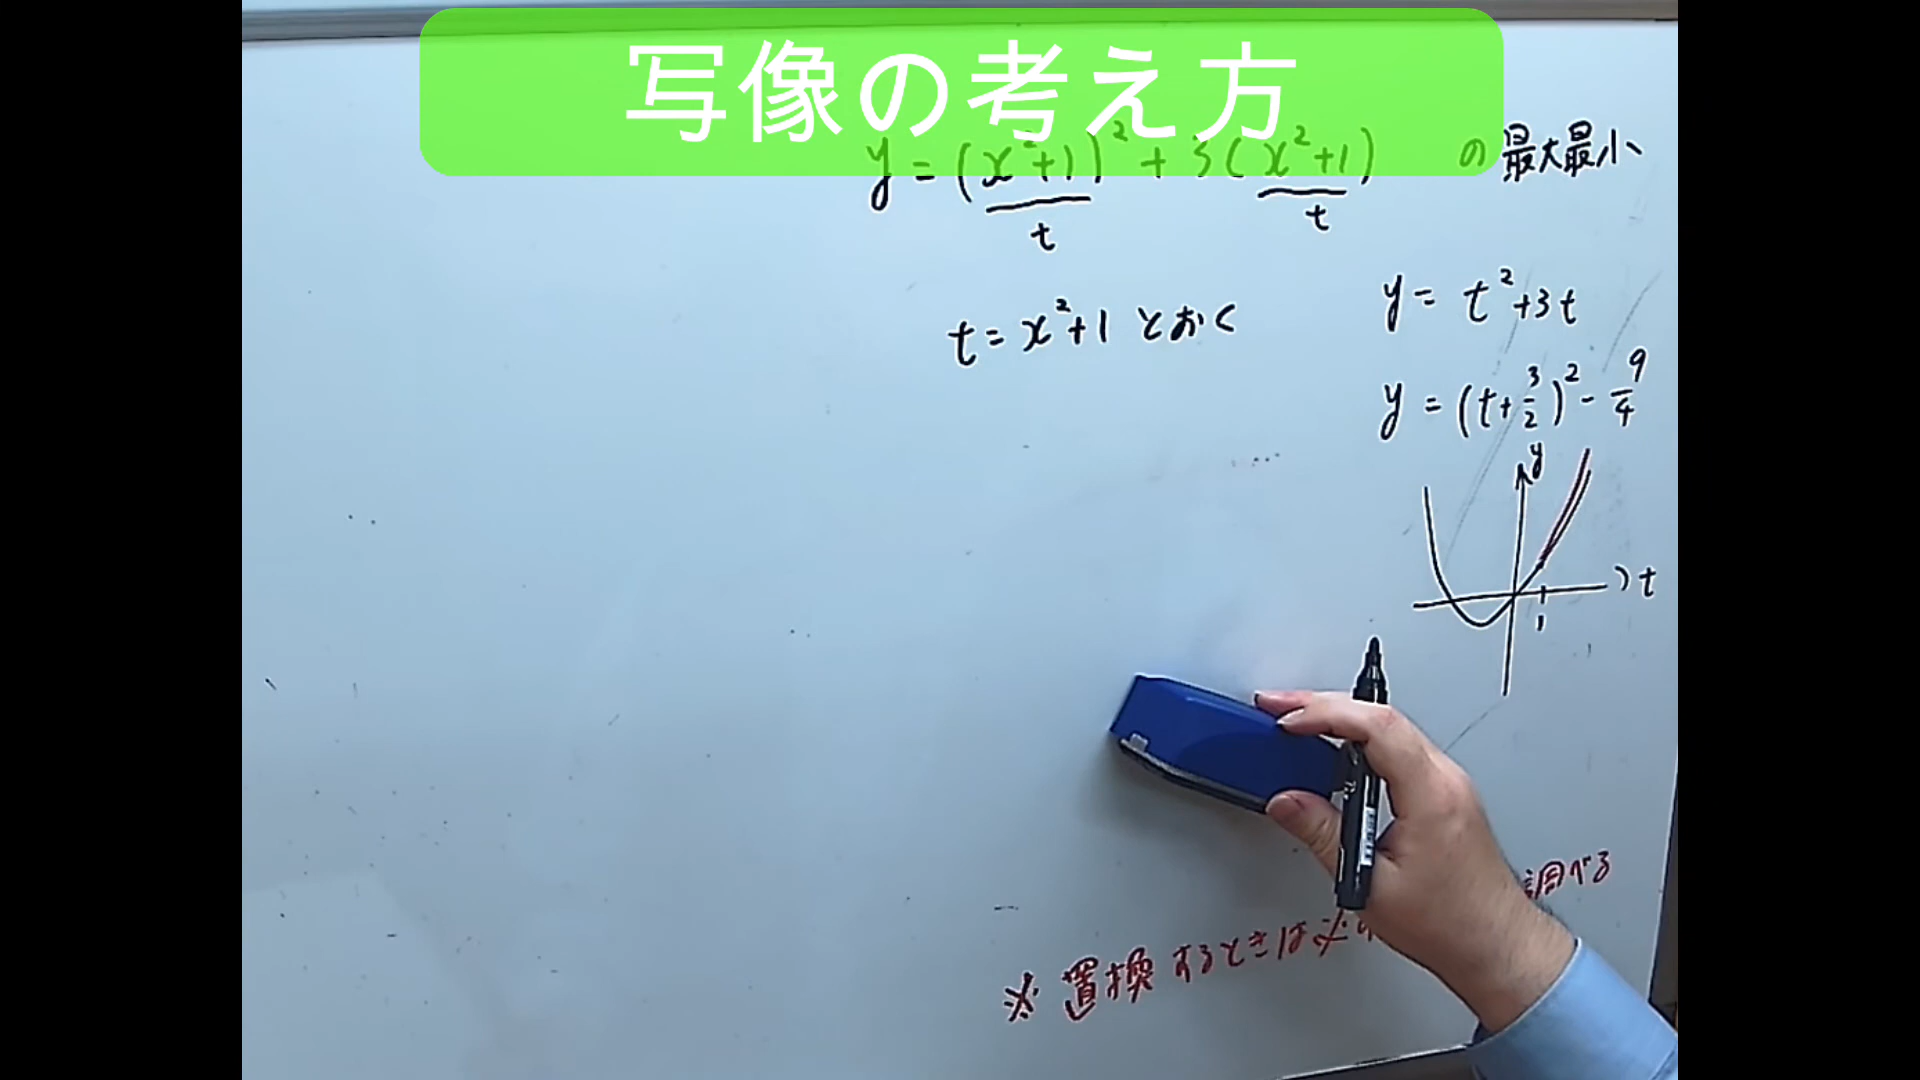 写像の考え方
y = (x²+1)² + 3(x²+1) の最大最小
t t
t = x²+1 とおく
y = t²+3t
y = (t+3/2)² - 9/4
y
t
1
調べる
※ 置換するときは必